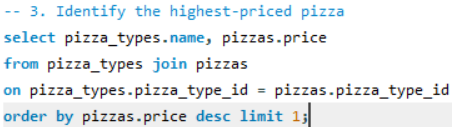 -- 3. Identify the highest-priced pizza
select pizza_types.name, pizzas.price
from pizza_types join pizzas
on pizza_types.pizza_type_id = pizzas.pizza_type_id
order by pizzas.price desc limit 1;